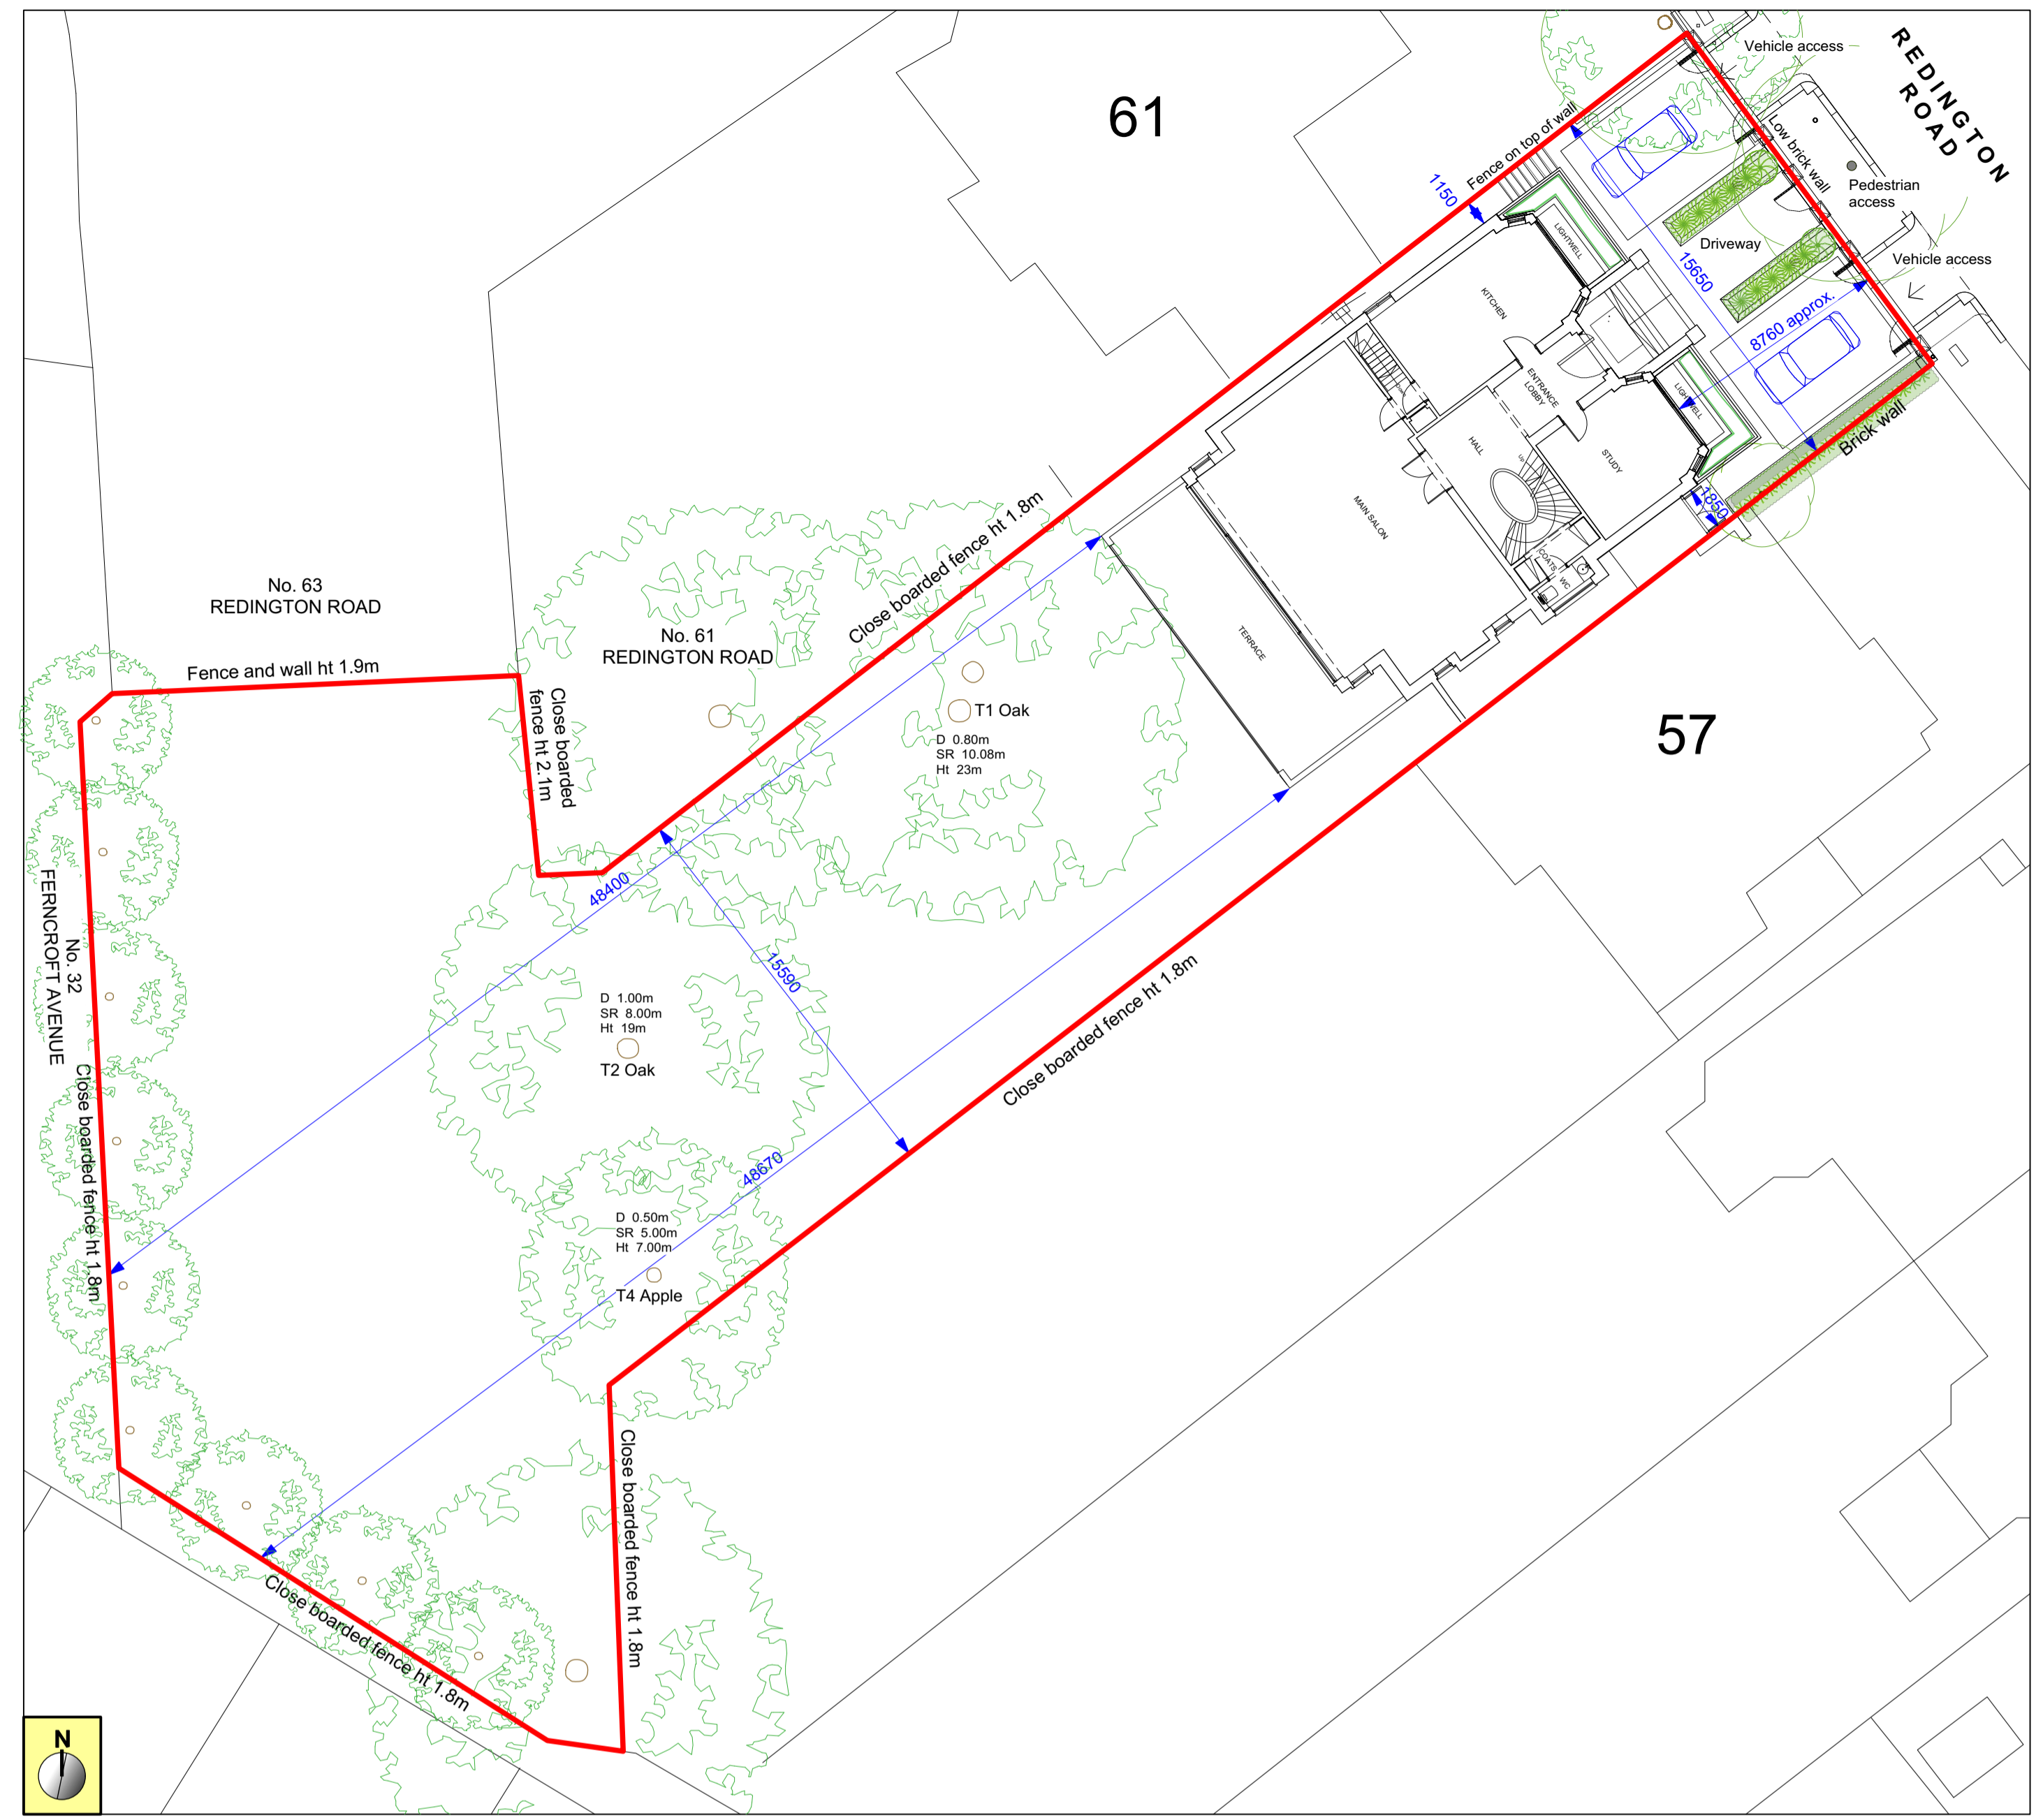 61
Vehicle access
REDINGTON
ROAD
Fence on top of wall
Low brick wall
1150
Pedestrian
access
LIGHTWELL
Driveway
Vehicle access
15650
KITCHEN
8760 approx.
ENTRANCE
LOBBY
LIGHTWELL
Brick wall
HALL
Up
STUDY
1850
MAIN SALON
COATS
WC
TERRACE
Close boarded fence ht 1.8m
No. 63
REDINGTON ROAD
No. 61
REDINGTON ROAD
Fence and wall ht 1.9m
Close boarded
fence ht 2.1m
T1 Oak
D 0.80m
SR 10.08m
Ht 23m
57
48400
15590
No. 32
FERNCROFT AVENUE
D 1.00m
SR 8.00m
Ht 19m
T2 Oak
Close boarded fence ht 1.8m
Close boarded fence ht 1.8m
48670
D 0.50m
SR 5.00m
Ht 7.00m
T4 Apple
Close boarded fence ht 1.8m
Close boarded fence ht 1.8m
N